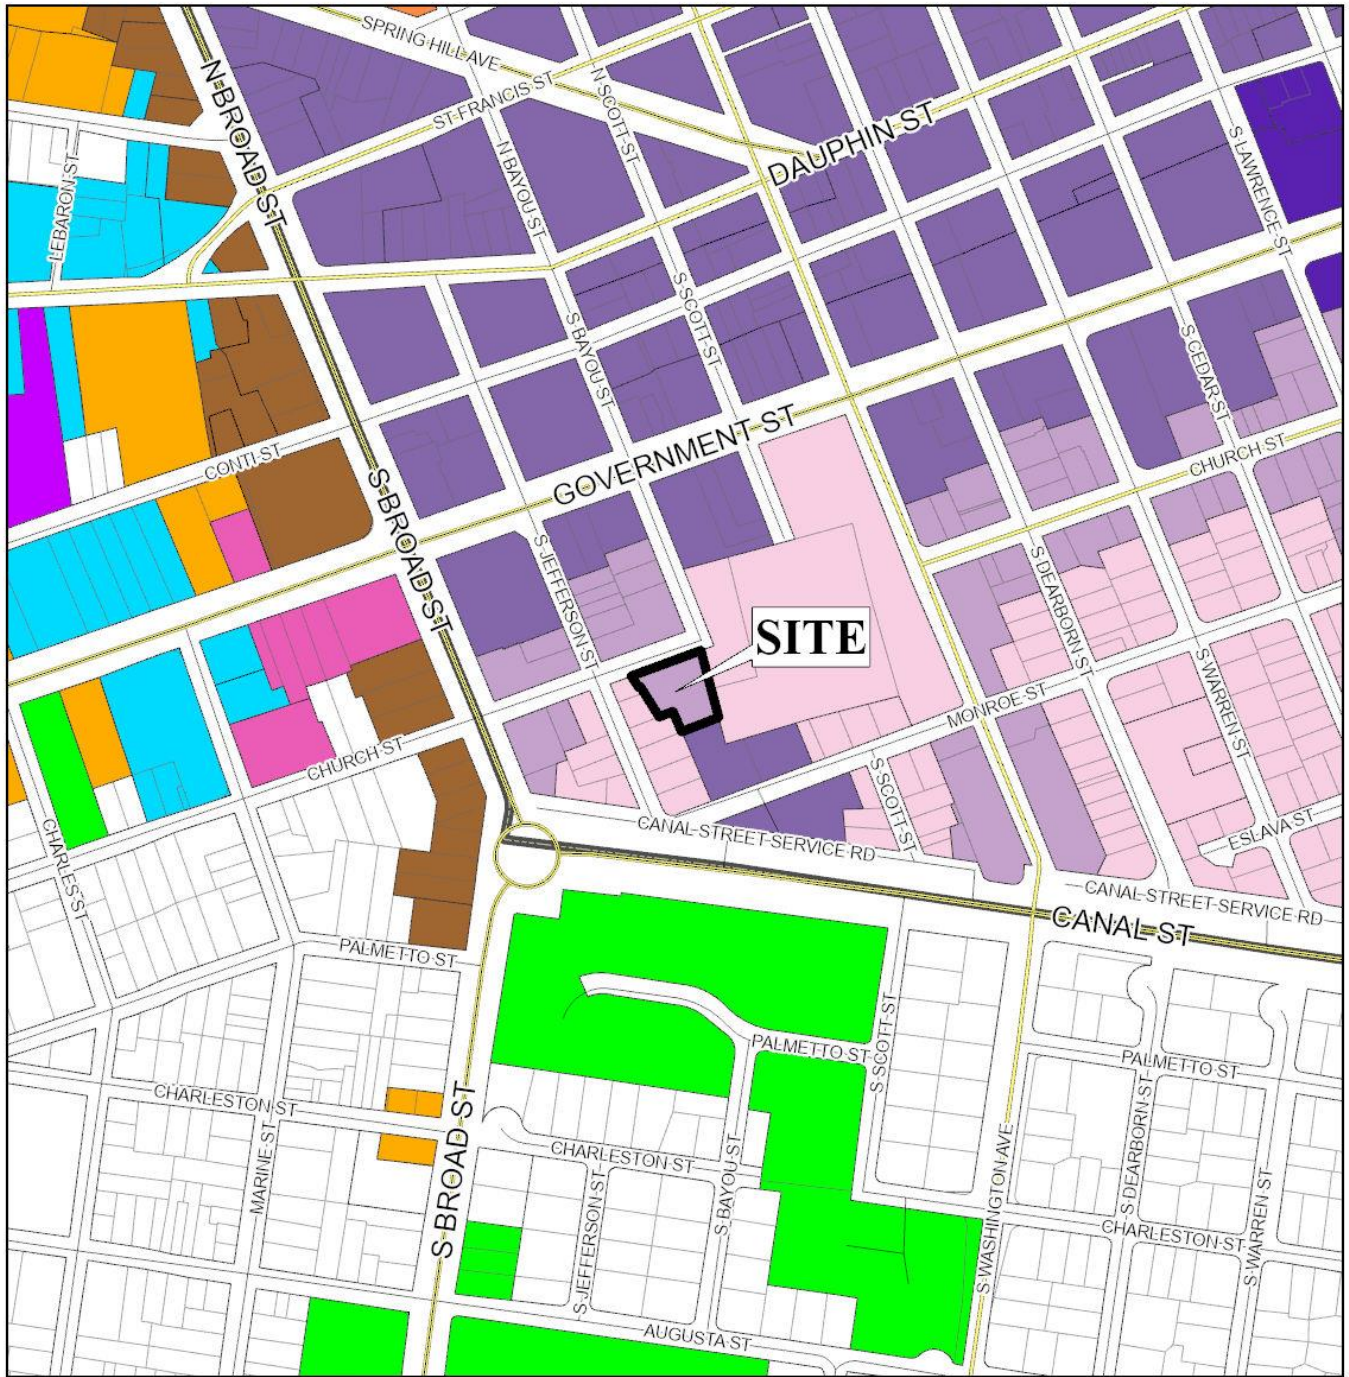 SPRING HILL AVE
N BROAD ST
ST FRANCIS ST
N SCOTT ST
DAUPHIN ST
N BAYOU ST
S LAWRENCE ST
LEBARON ST
S SCOTT ST
S BAYOU ST
S CEDAR ST
GOVERNMENT ST
CONTI ST
CHURCH ST
S BROAD ST
S JEFFERSON ST
S DEARBORN ST
SITE
S WARREN ST
MONROE ST
CHURCH ST
S SCOTT ST
CHARLES ST
CANAL STREET SERVICE RD
ESLAVA ST
CANAL STREET SERVICE RD
CANAL ST
PALMETTO ST
S SCOTT ST
PALMETTO ST
PALMETTO ST
CHARLESTON ST
MARINE ST
S BROAD ST
CHARLESTON ST
S JEFFERSON ST
S BAYOU ST
S WASHINGTON AVE
S DEARBORN ST
S WARREN ST
CHARLESTON ST
AUGUSTA ST